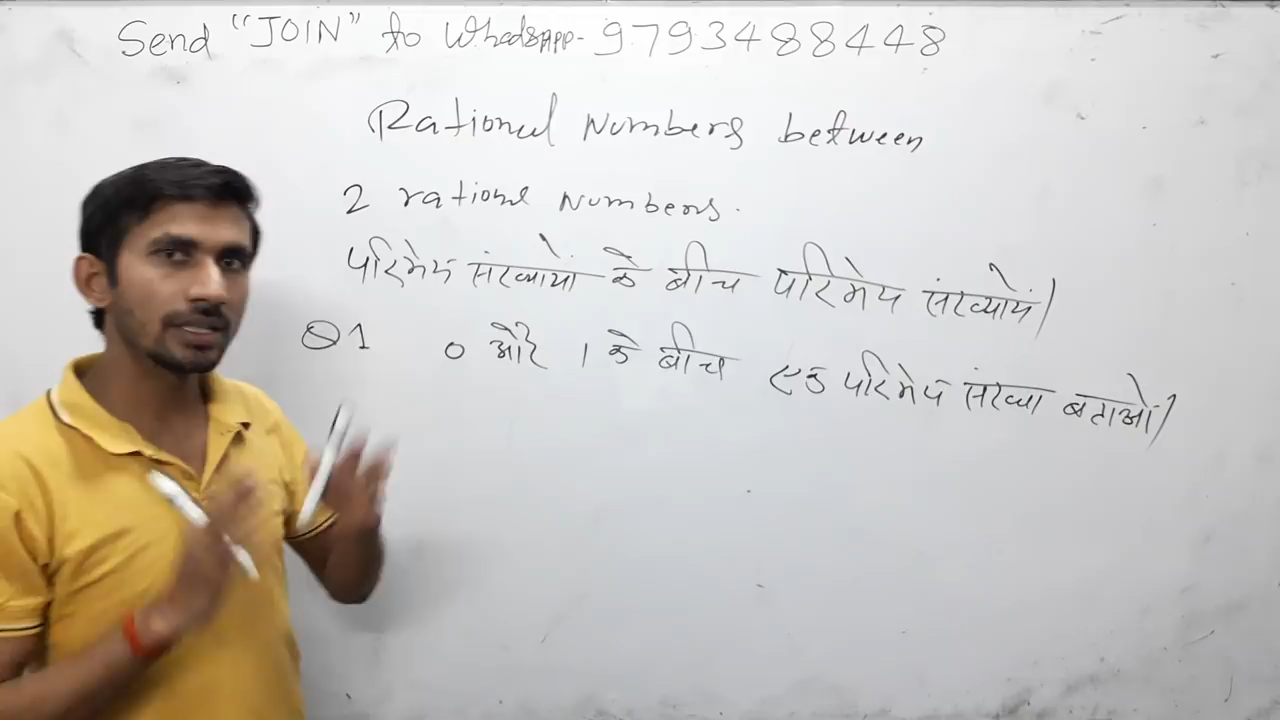 Send "JOIN" to WhatsApp- 9793488448
Rational Numbers between
2 rational Numbers.
परिमेय संख्यायो के बीच परिमेय संख्यायें।
Q1 0 और 1 के बीच एक परिमेय संख्या बताओ।